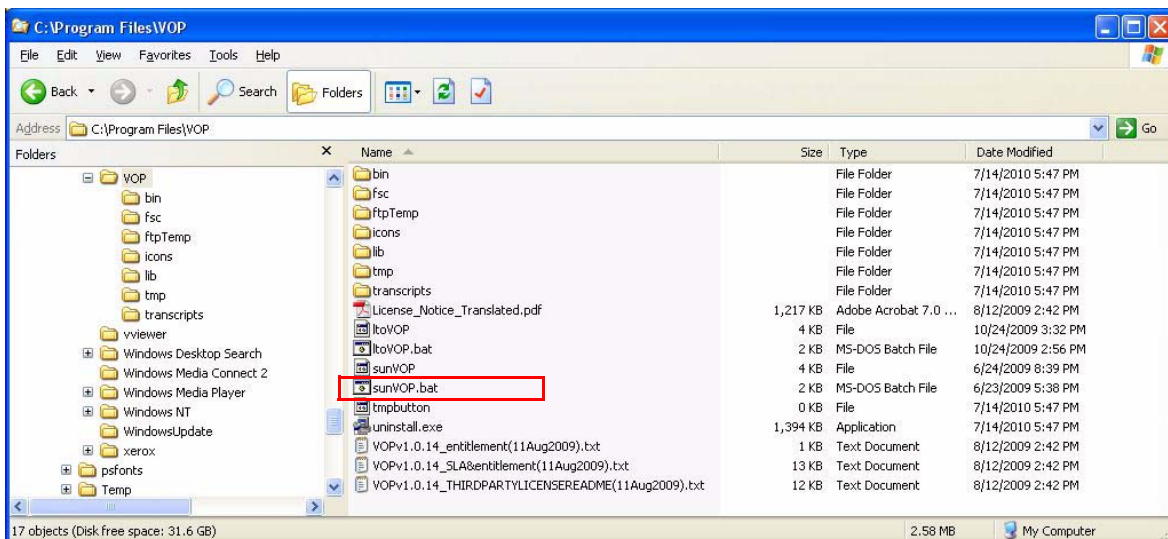 C:\Program Files\VOP
File Edit View Favorites Tools Help
Back Search Folders
Address C:\Program Files\VOP Go
Folders Name Size Type Date Modified
VOP
bin
fsc
ftpTemp
icons
lib
tmp
transcripts
vviewer
Windows Desktop Search
Windows Media Connect 2
Windows Media Player
Windows NT
WindowsUpdate
xerox
psfonts
Temp
bin File Folder 7/14/2010 5:47 PM
fsc File Folder 7/14/2010 5:47 PM
ftpTemp File Folder 7/14/2010 5:47 PM
icons File Folder 7/14/2010 5:47 PM
lib File Folder 7/14/2010 5:47 PM
tmp File Folder 7/14/2010 5:47 PM
transcripts File Folder 7/14/2010 5:47 PM
License_Notice_Translated.pdf 1,217 KB Adobe Acrobat 7.0 ... 8/12/2009 2:42 PM
ltoVOP 4 KB File 10/24/2009 3:32 PM
ltoVOP.bat 2 KB MS-DOS Batch File 10/24/2009 2:56 PM
sunVOP 4 KB File 6/24/2009 8:39 PM
sunVOP.bat 2 KB MS-DOS Batch File 6/23/2009 5:38 PM
tmpbutton 0 KB File 7/14/2010 5:47 PM
uninstall.exe 1,394 KB Application 7/14/2010 5:47 PM
VOPv1.0.14_entitlement(11Aug2009).txt 1 KB Text Document 8/12/2009 2:42 PM
VOPv1.0.14_SLA&entitlement(11Aug2009).txt 13 KB Text Document 8/12/2009 2:42 PM
VOPv1.0.14_THIRDPARTYLICENSEREADME(11Aug2009).txt 12 KB Text Document 8/12/2009 2:42 PM
17 objects (Disk free space: 31.6 GB) 2.58 MB My Computer